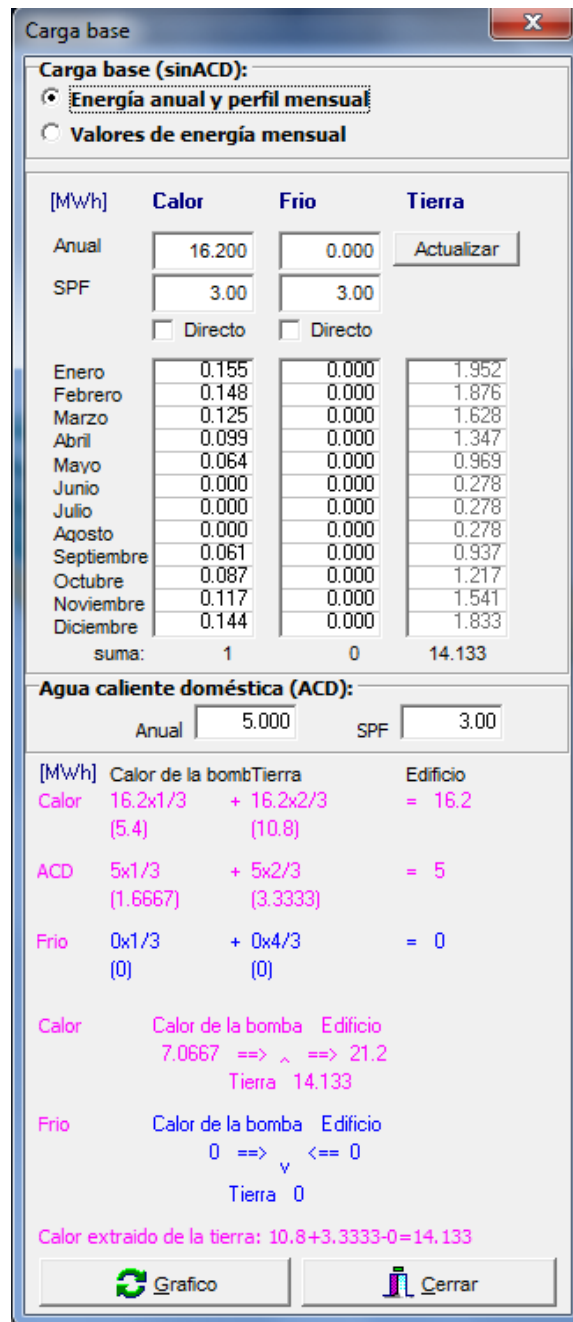 Carga base
Carga base (sinACD):
Energía anual y perfil mensual
Valores de energía mensual
[MWh] Calor Frio Tierra
Anual 16.200 0.000 Actualizar
SPF 3.00 3.00
Directo Directo
Enero 0.155 0.000 1.952
Febrero 0.148 0.000 1.876
Marzo 0.125 0.000 1.628
Abril 0.099 0.000 1.347
Mayo 0.064 0.000 0.969
Junio 0.000 0.000 0.278
Julio 0.000 0.000 0.278
Agosto 0.000 0.000 0.278
Septiembre 0.061 0.000 0.937
Octubre 0.087 0.000 1.217
Noviembre 0.117 0.000 1.541
Diciembre 0.144 0.000 1.833
suma: 1 0 14.133
Agua caliente doméstica (ACD):
Anual 5.000 SPF 3.00
[MWh] Calor de la bombTierra Edificio
Calor 16.2x1/3 + 16.2x2/3 = 16.2
(5.4) (10.8)
ACD 5x1/3 + 5x2/3 = 5
(1.6667) (3.3333)
Frio 0x1/3 + 0x4/3 = 0
(0) (0)
Calor Calor de la bomba Edificio
7.0667 ==> ^ ==> 21.2
Tierra 14.133
Frio Calor de la bomba Edificio
0 ==> v <== 0
Tierra 0
Calor extraido de la tierra: 10.8+3.3333-0=14.133
Grafico Cerrar